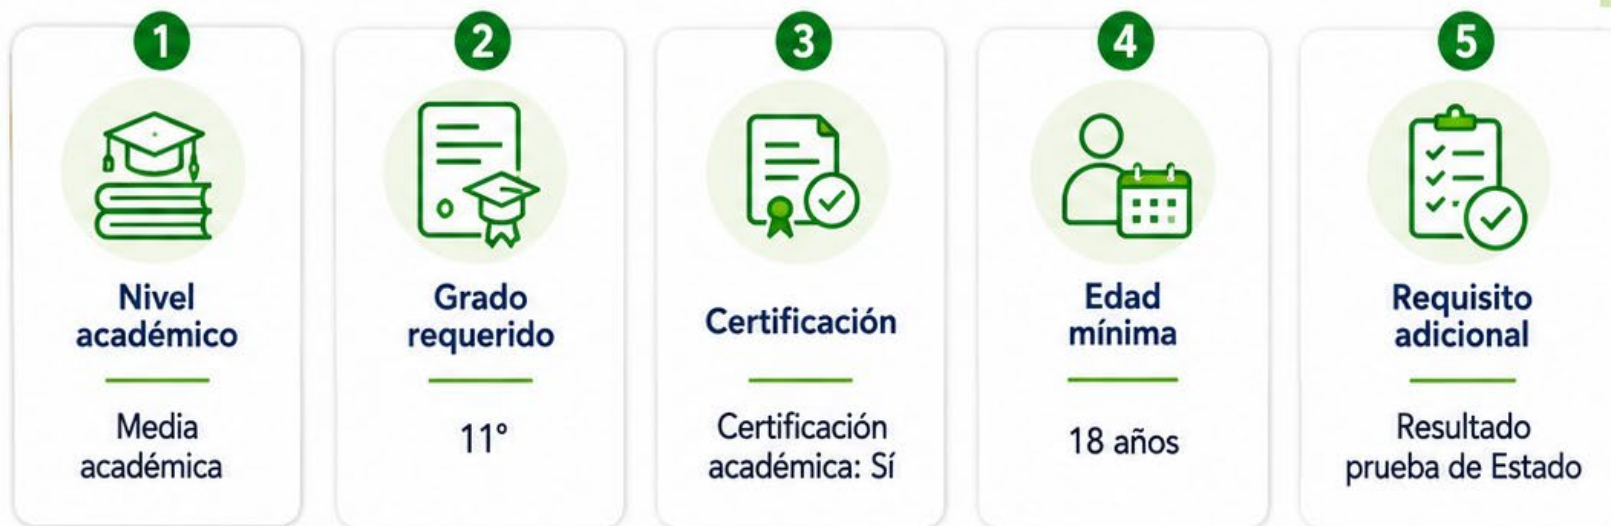 1
Nivel
académico
Media
académica
2
Grado
requerido
11°
3
Certificación
Certificación
académica: Sí
4
Edad
mínima
18 años
5
Requisito
adicional
Resultado
prueba de Estado